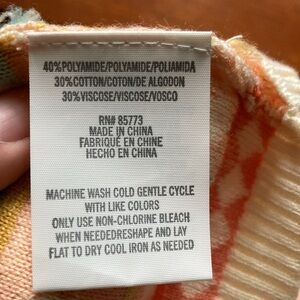 40%POLYAMIDE/POLYAMIDE/POLIAMIDA
30%COTTON/COTON/DE ALGODON
30%VISCOSE/VISCOSE/VOSCO
RN# 85773
MADE IN CHINA
FABRIQUÉ EN CHINE
HECHO EN CHINA
MACHINE WASH COLD GENTLE CYCLE
WITH LIKE COLORS
ONLY USE NON-CHLORINE BLEACH
WHEN NEEDEDRESHAPE and LAY
FLAT TO DRY COOL IRON AS NEEDED